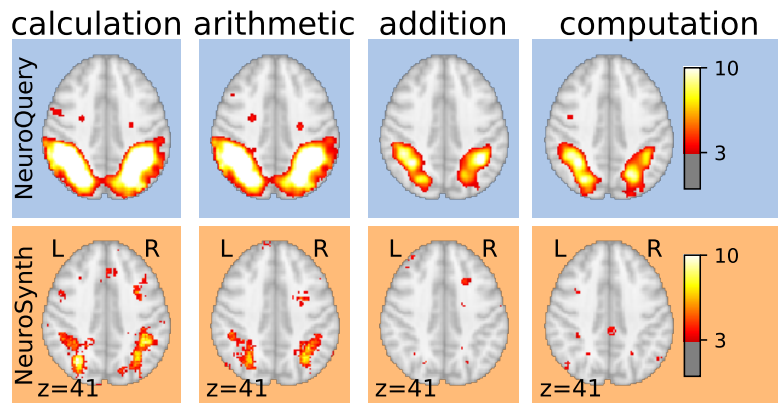 calculation arithmetic addition computation
NeuroQuery
10
3
NeuroSynth
L R L R L R L R
10
3
z=41 z=41 z=41 z=41